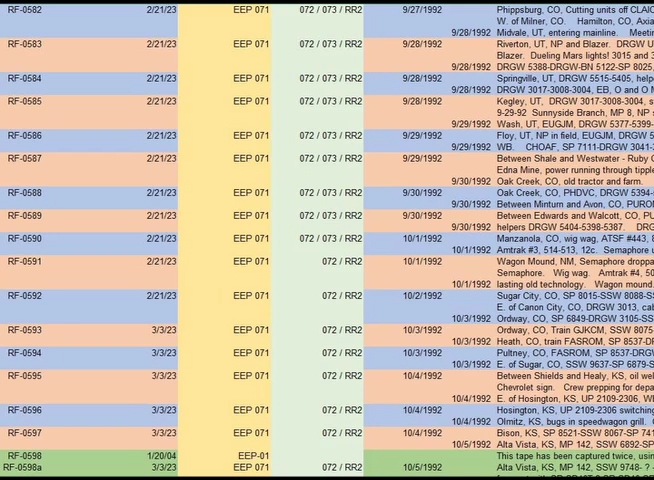 RF-0582 2/21/23 EEP 071 072 / 073 / RR2 9/27/1992 Phippsburg, CO, Cutting units off CLAIC
W. of Milner, CO. Hamilton, CO, Axia
9/28/1992 Midvale, UT, entering mainline. Meetin
RF-0583 2/21/23 EEP 071 072 / 073 / RR2 9/28/1992 Riverton, UT, NP and Blazer. DRGW U
Blazer. Dueling Mars lights! 3015 and 3
9/28/1992 DRGW 5388-DRGW-BN 5122-SP 8025,
RF-0584 2/21/23 EEP 071 072 / 073 / RR2 9/28/1992 Springville, UT, DRGW 5515-5405, helpe
9/28/1992 DRGW 3017-3008-3004, EB, O and O M
RF-0585 2/21/23 EEP 071 072 / 073 / RR2 9/28/1992 Kegley, UT, DRGW 3017-3008-3004, s
9-29-92 Sunnyside Branch, MP 8, NP s
9/29/1992 Wash, UT, EUGJM, DRGW 5377-5399-
RF-0586 2/21/23 EEP 071 072 / 073 / RR2 9/29/1992 Floy, UT, NP in field, EUGJM, DRGW 5
9/29/1992 WB. CHOAF, SP 7111-DRGW 3041-3
RF-0587 2/21/23 EEP 071 072 / 073 / RR2 9/29/1992 Between Shale and Westwater - Ruby C
Edna Mine, power running through tipple
9/30/1992 Oak Creek, CO, old tractor and farm.
RF-0588 2/21/23 EEP 071 072 / 073 / RR2 9/30/1992 Oak Creek, CO, PHDVC, DRGW 5394-
9/30/1992 Between Minturn and Avon, CO, PUROM
RF-0589 2/21/23 EEP 071 072 / 073 / RR2 9/30/1992 Between Edwards and Walcott, CO, PU
9/30/1992 helpers DRGW 5404-5398-5387. DRG
RF-0590 2/21/23 EEP 071 072 / 073 / RR2 10/1/1992 Manzanola, CO, wig wag, ATSF #443, 8
10/1/1992 Amtrak #3, 514-513, 12c. Semaphore u
RF-0591 2/21/23 EEP 071 072 / RR2 10/1/1992 Wagon Mound, NM, Semaphore droppa
Semaphore. Wig wag. Amtrak #4, 50
10/1/1992 lasting old technology. Wagon mound.
RF-0592 2/21/23 EEP 071 072 / RR2 10/2/1992 Sugar City, CO, SP 8015-SSW 8088-S
E. of Canon City, CO, DRGW 3013, cab
10/3/1992 Ordway, CO, SP 6849-DRGW 3105-SS
RF-0593 3/3/23 EEP 071 072 / RR2 10/3/1992 Ordway, CO, Train GJKCM, SSW 8075-
10/3/1992 Heath, CO, train FASROM, SP 8537-D
RF-0594 3/3/23 EEP 071 072 / RR2 10/3/1992 Pultney, CO, FASROM, SP 8537-DRGW
10/3/1992 E. of Sugar, CO, SSW 9637-SP 6879-S
RF-0595 3/3/23 EEP 071 072 / RR2 10/4/1992 Between Shields and Healy, KS, oil wel
Chevrolet sign. Crew prepping for depa
10/4/1992 E. of Hosington, KS, UP 2109-2306, W
RF-0596 3/3/23 EEP 071 072 / RR2 10/4/1992 Hosington, KS, UP 2109-2306 switching
10/4/1992 Olmitz, KS, bugs in speedwagon grill.
RF-0597 3/3/23 EEP 071 072 / RR2 10/4/1992 Bison, KS, SP 8521-SSW 8067-SP 741
10/5/1992 Alta Vista, KS, MP 142, SSW 6892-SP
RF-0598 1/20/04 EEP-01 This tape has been captured twice, usin
RF-0598a 3/3/23 EEP 071 072 / RR2 10/5/1992 Alta Vista, KS, MP 142, SSW 9748- ? -